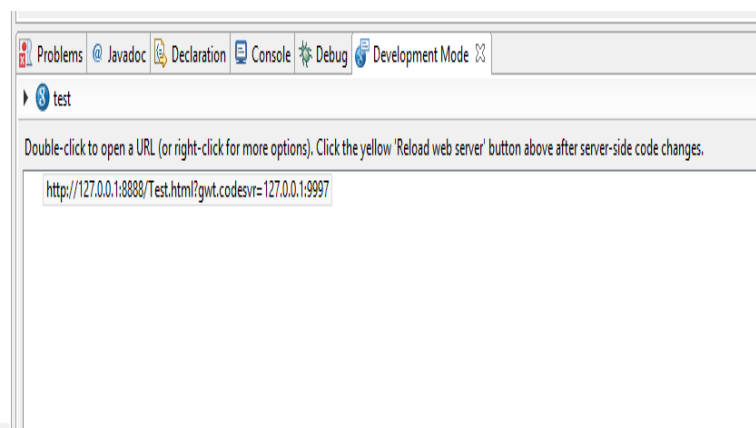 Problems @ Javadoc Declaration Console Debug Development Mode
test
Double-click to open a URL (or right-click for more options). Click the yellow 'Reload web server' button above after server-side code changes.
http://127.0.0.1:8888/Test.html?gwt.codesvr=127.0.0.1:9997